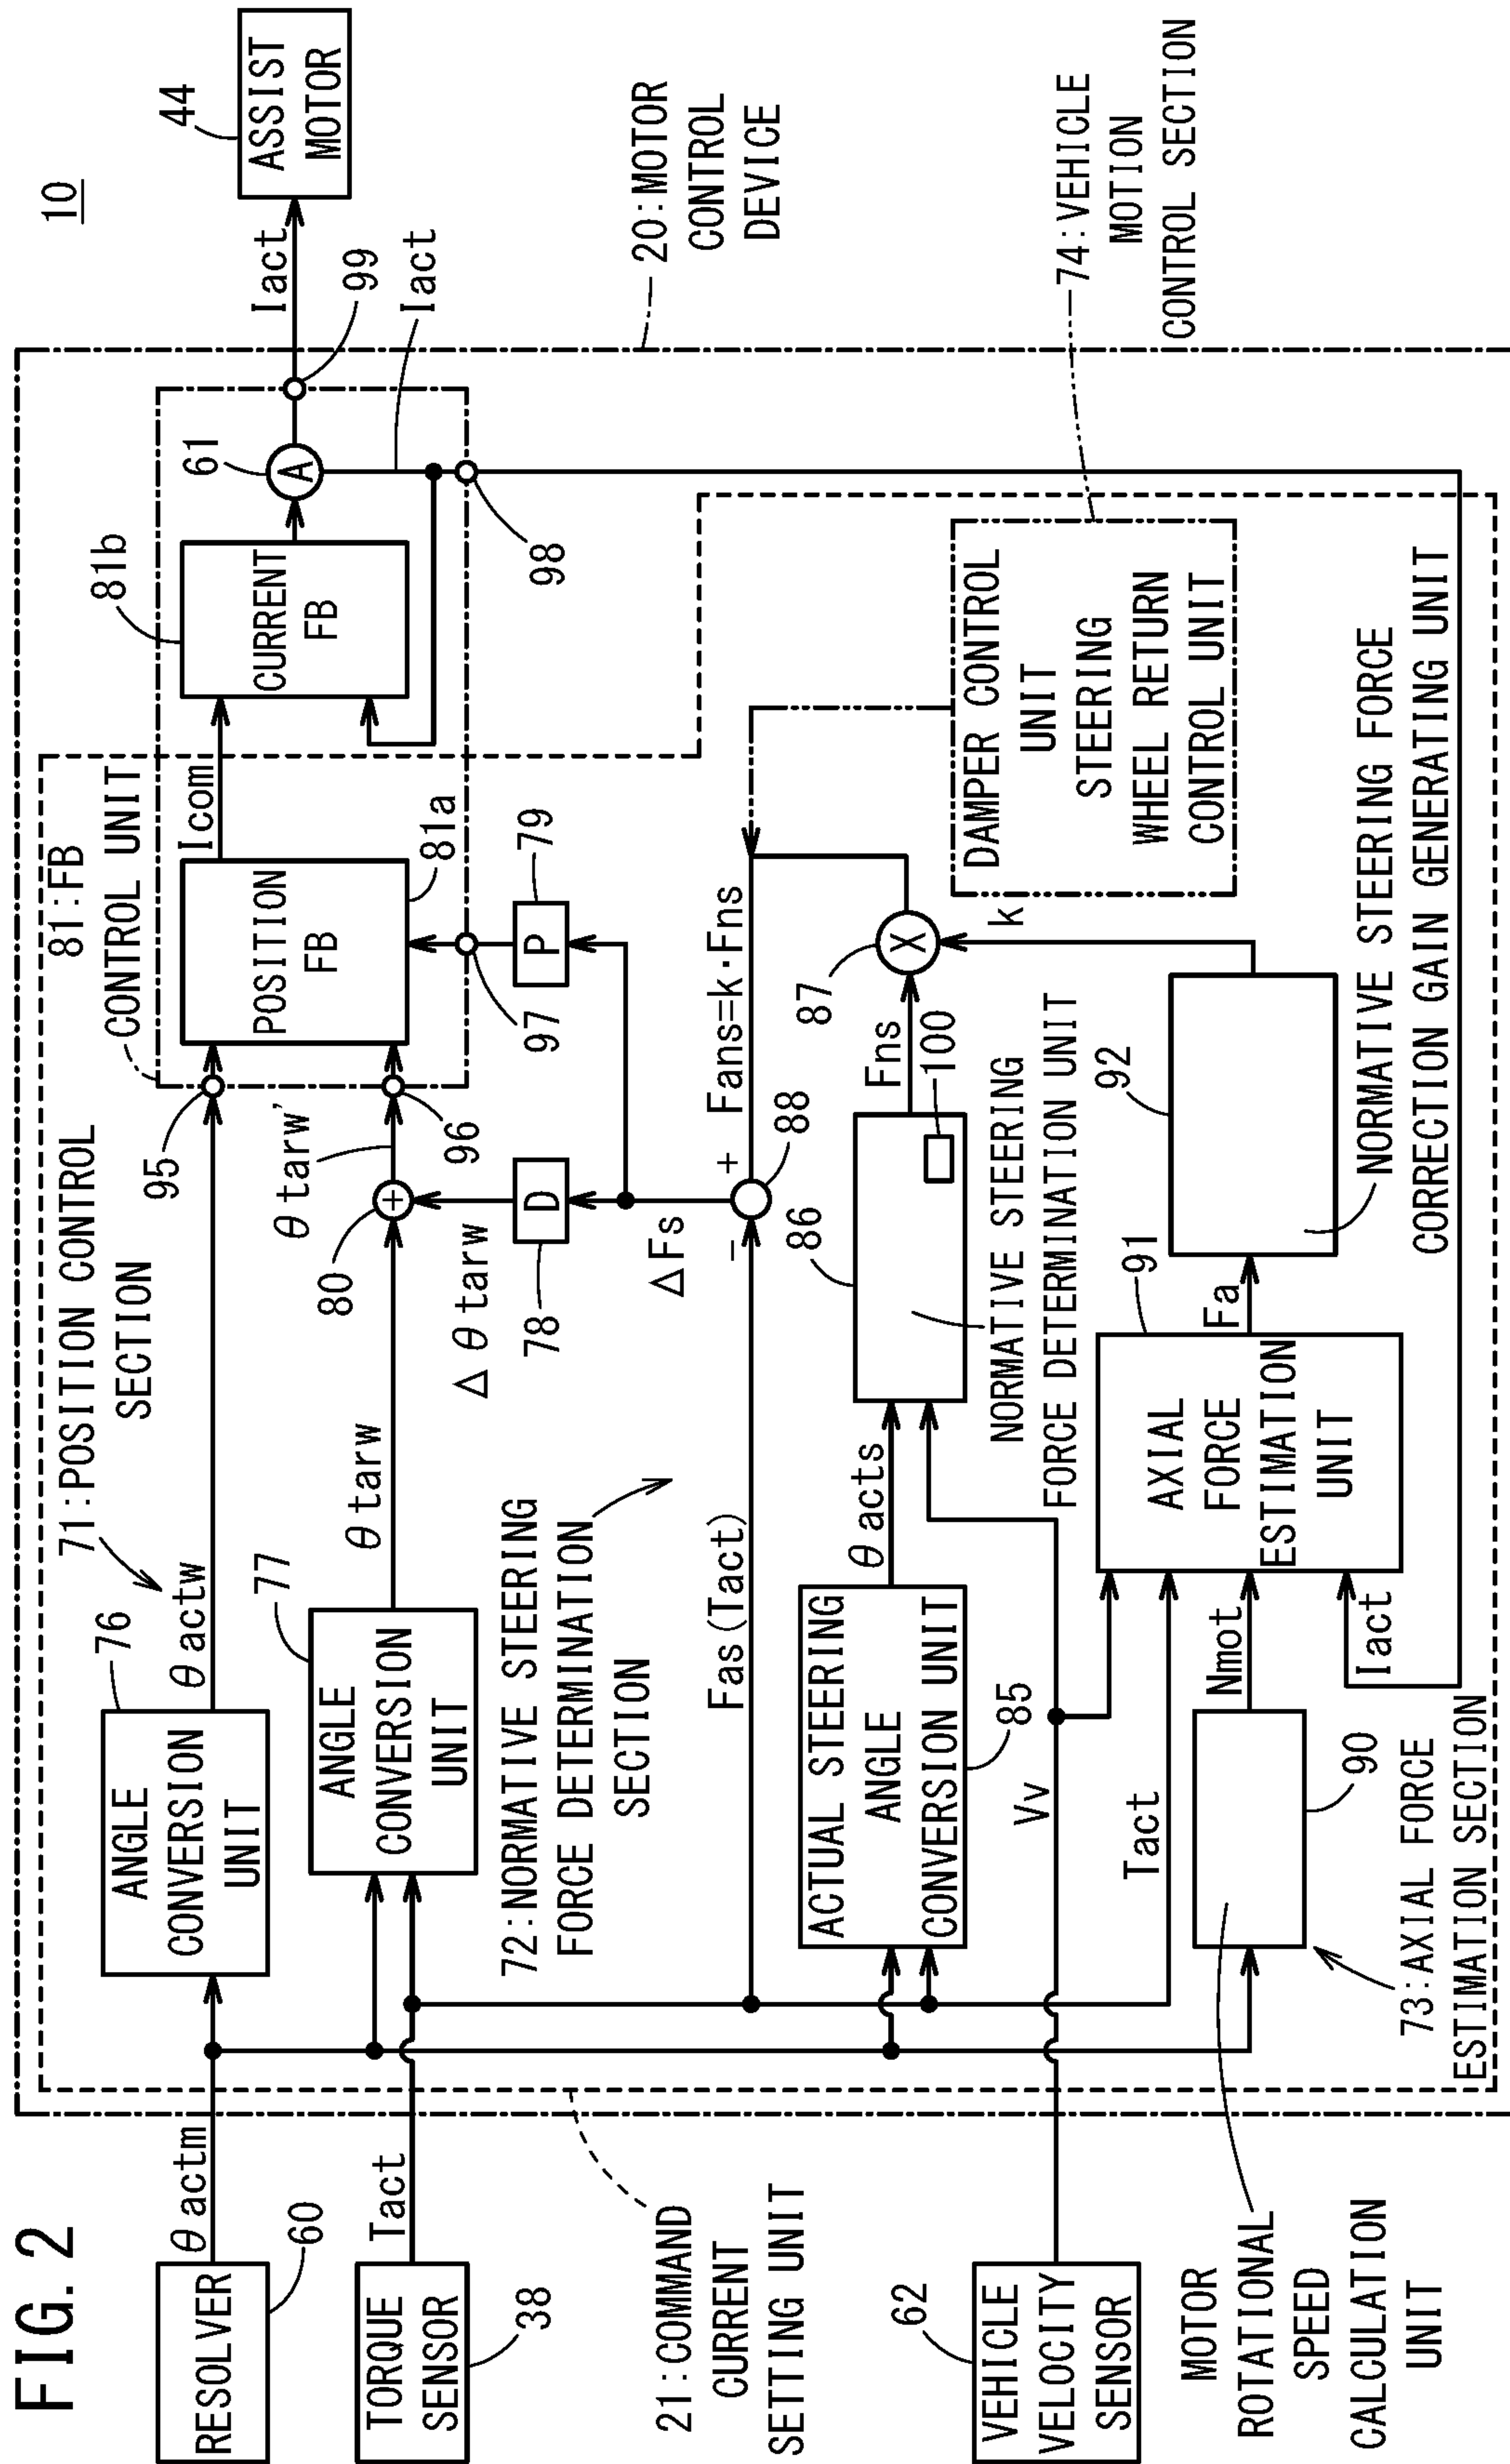 FIG. 2
10
RESOLVER
60
θactm
TORQUE
SENSOR
38
Tact
21:COMMAND
CURRENT
SETTING UNIT
62
VEHICLE
VELOCITY
SENSOR
MOTOR
ROTATIONAL
SPEED
CALCULATION
UNIT
71:POSITION CONTROL
SECTION
76
ANGLE
CONVERSION
UNIT
θactw
77
ANGLE
CONVERSION
UNIT
θtarw
72:NORMATIVE STEERING
FORCE DETERMINATION
SECTION
Fas(Tact)
ACTUAL STEERING
ANGLE
CONVERSION UNIT
85
θacts
Vv
Tact
90
Nmot
Iact
73:AXIAL FORCE
ESTIMATION SECTION
95
80
+
θtarw'
96
Δθtarw
D
78
ΔFs
P
79
97
-
+
88
Fans=k·Fns
86
100
NORMATIVE STEERING
FORCE DETERMINATION UNIT
Fns
87
X
k
91
AXIAL
FORCE
ESTIMATION
UNIT
Fa
92
NORMATIVE STEERING FORCE
CORRECTION GAIN GENERATING UNIT
81:FB
CONTROL UNIT
POSITION
FB
81a
Icom
81b
CURRENT
FB
61
A
98
99
Iact
Iact
44
ASSIST
MOTOR
20:MOTOR
CONTROL
DEVICE
74:VEHICLE
MOTION
CONTROL SECTION
DAMPER CONTROL
UNIT
STEERING
WHEEL RETURN
CONTROL UNIT